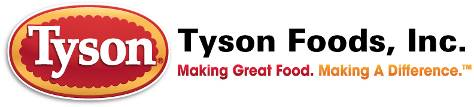 Tyson®
Tyson Foods, Inc.
Making Great Food. Making A Difference.™